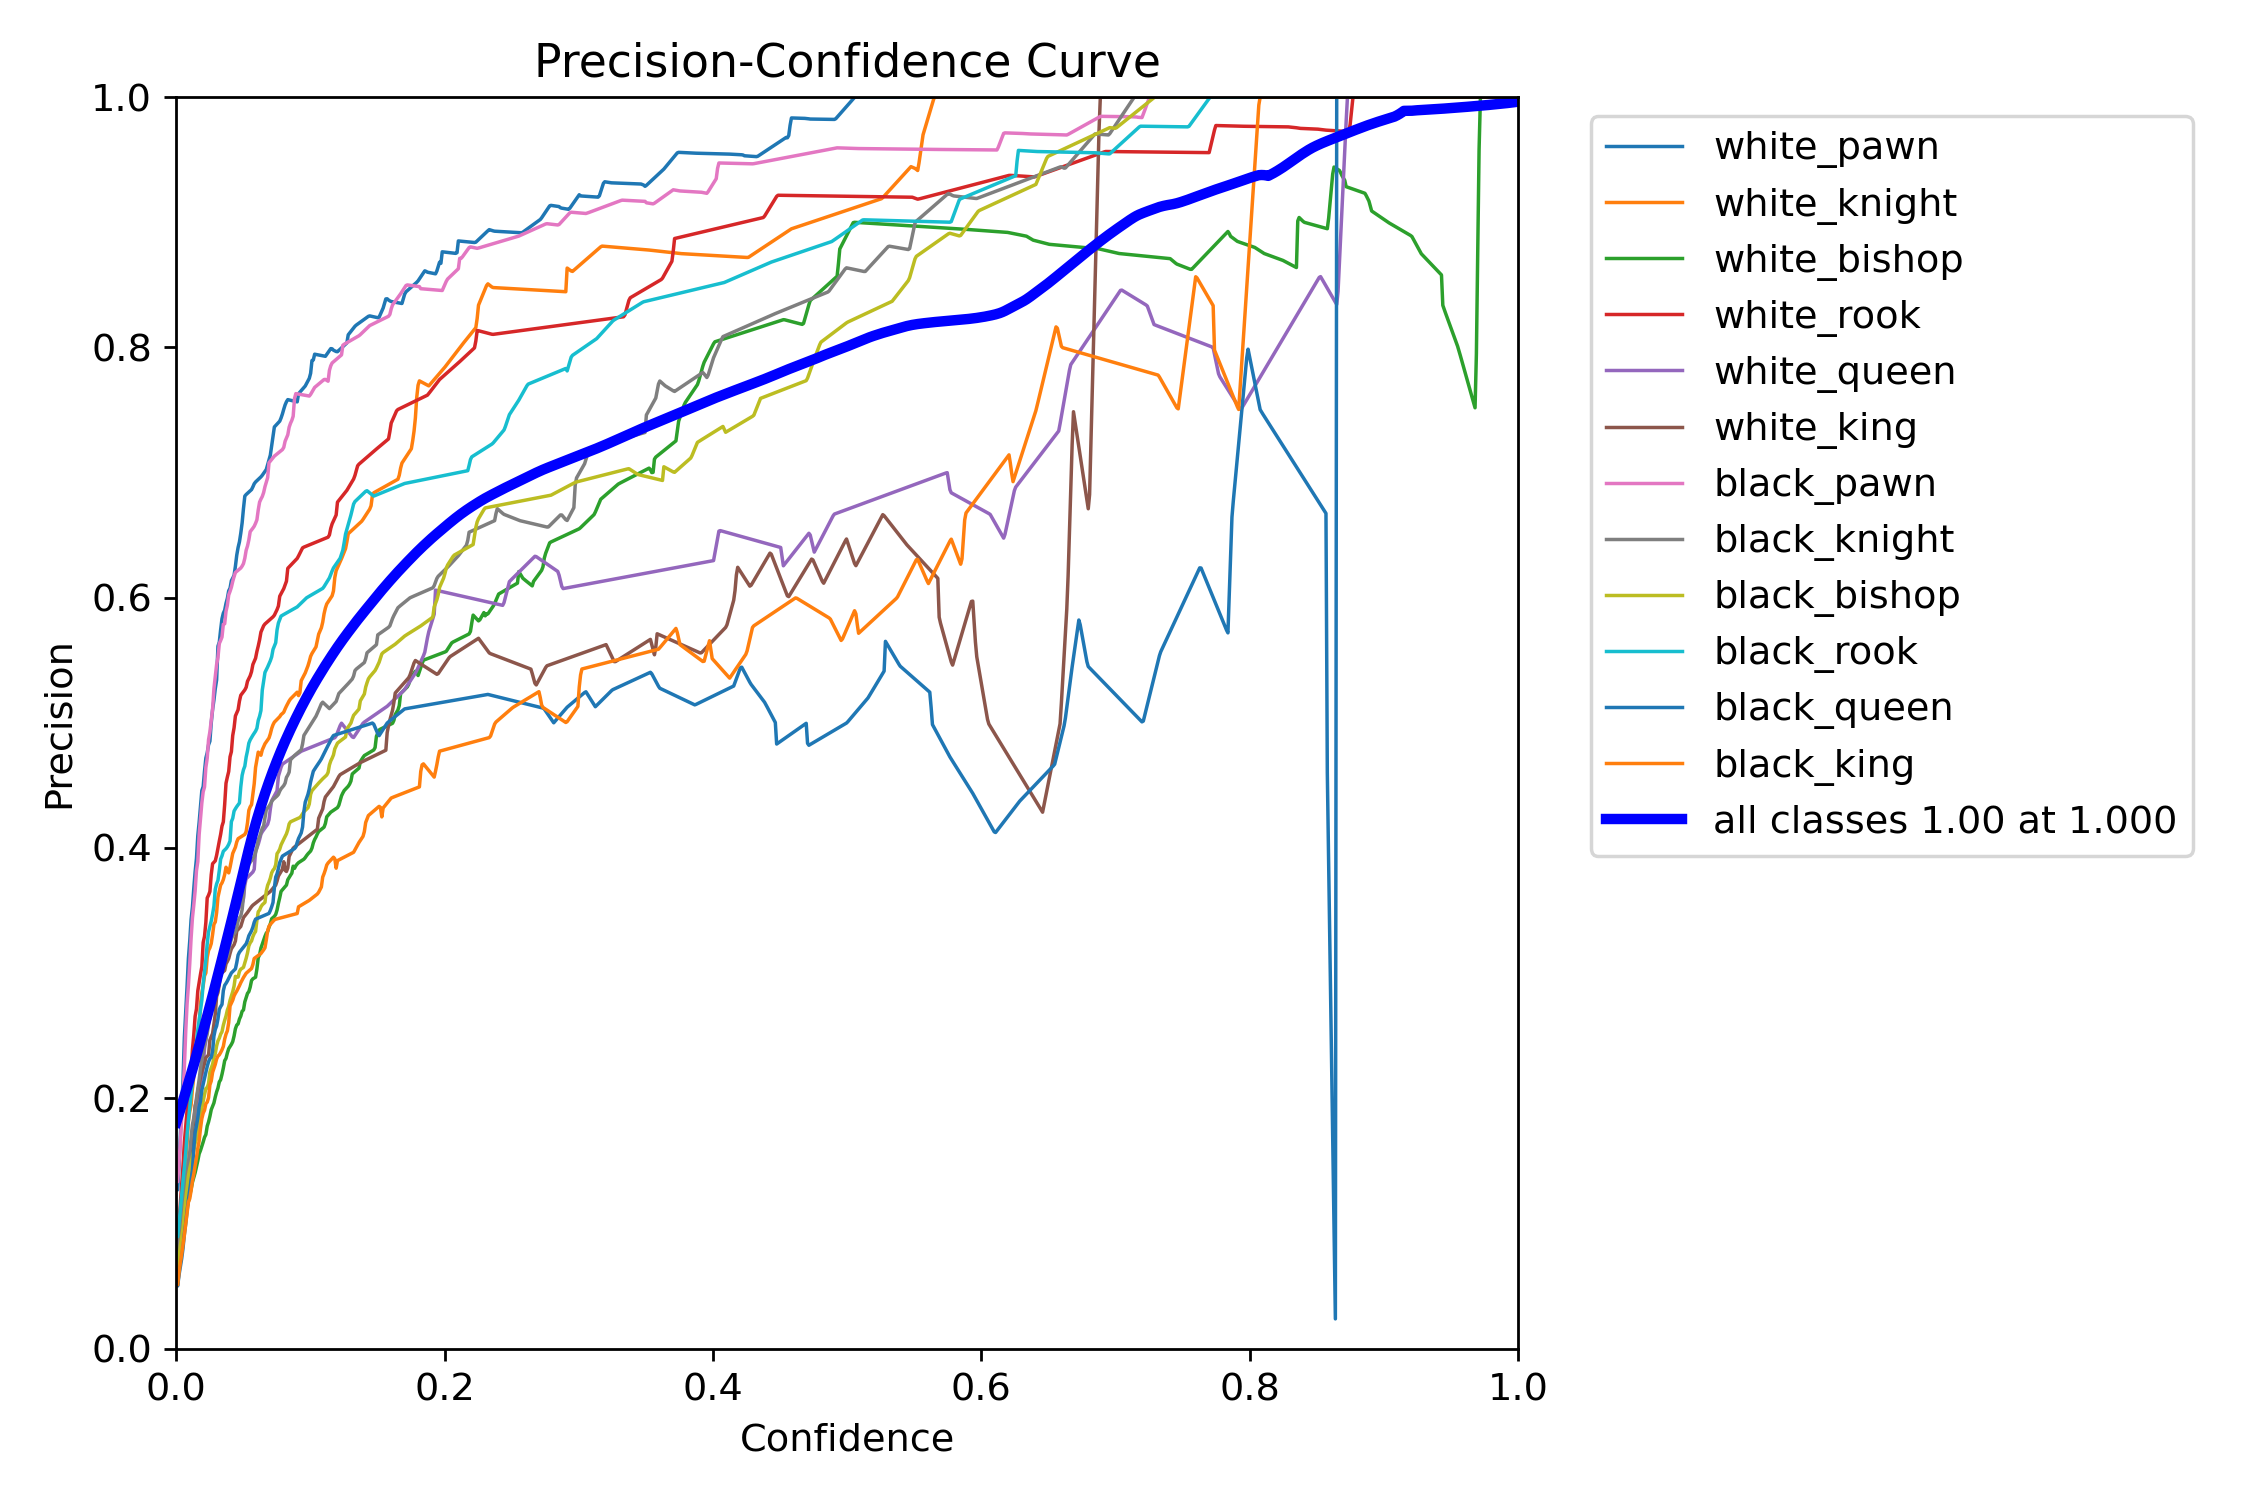 Precision-Confidence Curve
1.0
0.8
0.6
0.4
0.2
0.0
Precision
0.0 0.2 0.4 0.6 0.8 1.0
Confidence
white_pawn
white_knight
white_bishop
white_rook
white_queen
white_king
black_pawn
black_knight
black_bishop
black_rook
black_queen
black_king
all classes 1.00 at 1.000